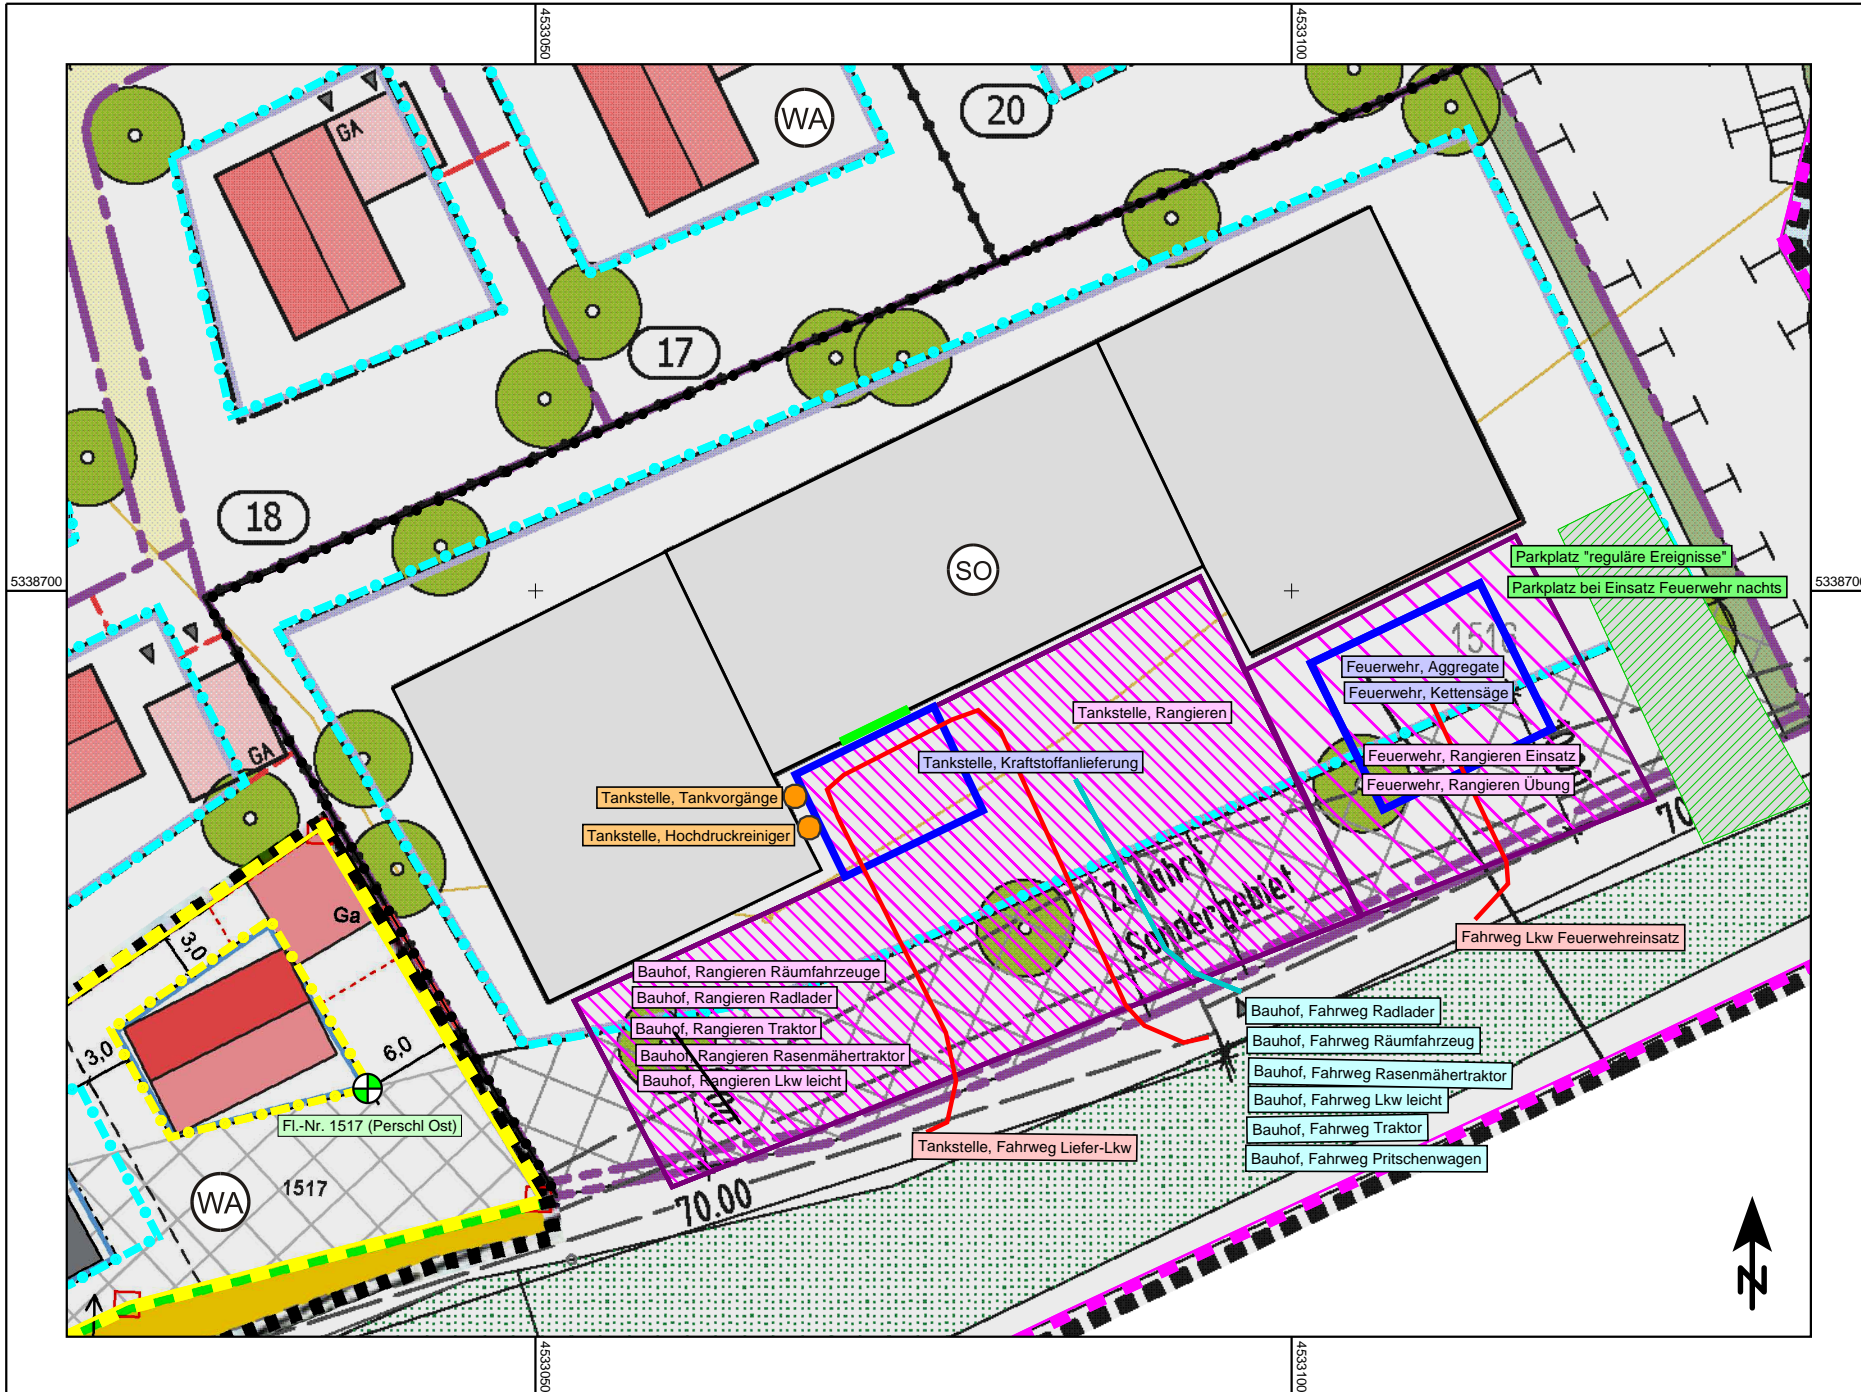 4533050
4533100
20
WA
GA
17
18
SO
5338700
5338700
Parkplatz "reguläre Ereignisse"
Parkplatz bei Einsatz Feuerwehr nachts
1516
Feuerwehr, Aggregate
Feuerwehr, Kettensäge
Tankstelle, Rangieren
GA
Tankstelle, Kraftstoffanlieferung
Feuerwehr, Rangieren Einsatz
Feuerwehr, Rangieren Übung
Tankstelle, Tankvorgänge
Tankstelle, Hochdruckreiniger
70
Zufahrt
Sondergebiet
Ga
3,0
Fahrweg Lkw Feuerwehreinsatz
Bauhof, Rangieren Räumfahrzeuge
Bauhof, Rangieren Radlader
Bauhof, Rangieren Traktor
Bauhof, Rangieren Rasenmähertraktor
Bauhof, Rangieren Lkw leicht
3,0
6,0
Bauhof, Fahrweg Radlader
Bauhof, Fahrweg Räumfahrzeug
Bauhof, Fahrweg Rasenmähertraktor
Bauhof, Fahrweg Lkw leicht
Bauhof, Fahrweg Traktor
Bauhof, Fahrweg Pritschenwagen
Fl.-Nr. 1517 (Perschl Ost)
Tankstelle, Fahrweg Liefer-Lkw
WA
1517
70.00
N
4533050
4533100